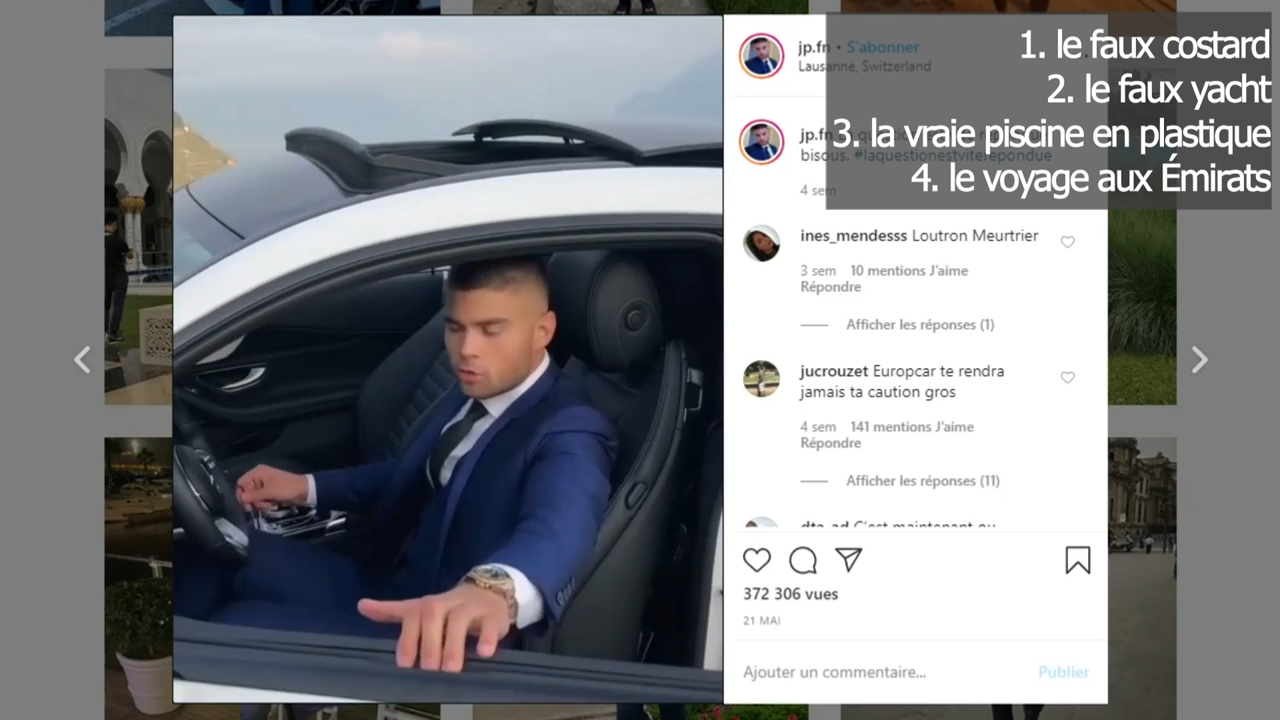 jp.fn • S'abonner
Lausanne, Switzerland
1. le faux costard
2. le faux yacht
3. la vraie piscine en plastique
4. le voyage aux Émirats
jp.fn
bisous. #laquestionestviterépondue
4 sem
ines_mendesss Loutron Meurtrier
3 sem 10 mentions J'aime
Répondre
Afficher les réponses (1)
jucrouzet Europcar te rendra
jamais ta caution gros
4 sem 141 mentions J'aime
Répondre
Afficher les réponses (11)
372 306 vues
21 MAI
Ajouter un commentaire...
Publier